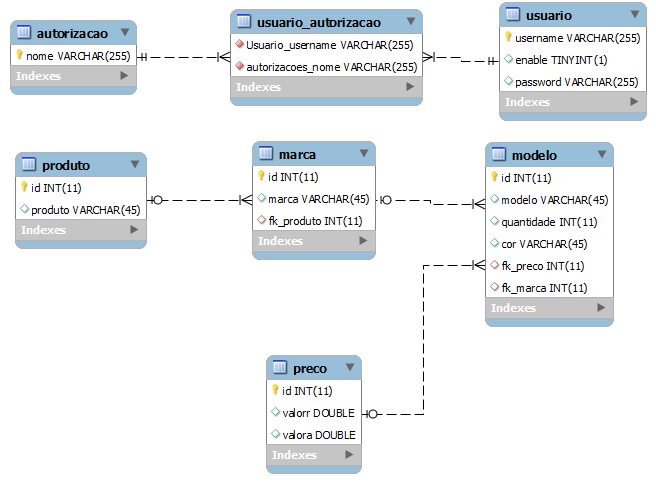 autorizacao
nome VARCHAR(255)
Indexes
usuario_autorizacao
Usuario_username VARCHAR(255)
autorizacoes_nome VARCHAR(255)
Indexes
usuario
username VARCHAR(255)
enable TINYINT(1)
password VARCHAR(255)
Indexes
produto
id INT(11)
produto VARCHAR(45)
Indexes
marca
id INT(11)
marca VARCHAR(45)
fk_produto INT(11)
Indexes
modelo
id INT(11)
modelo VARCHAR(45)
quantidade INT(11)
cor VARCHAR(45)
fk_preco INT(11)
fk_marca INT(11)
Indexes
preco
id INT(11)
valorr DOUBLE
valora DOUBLE
Indexes